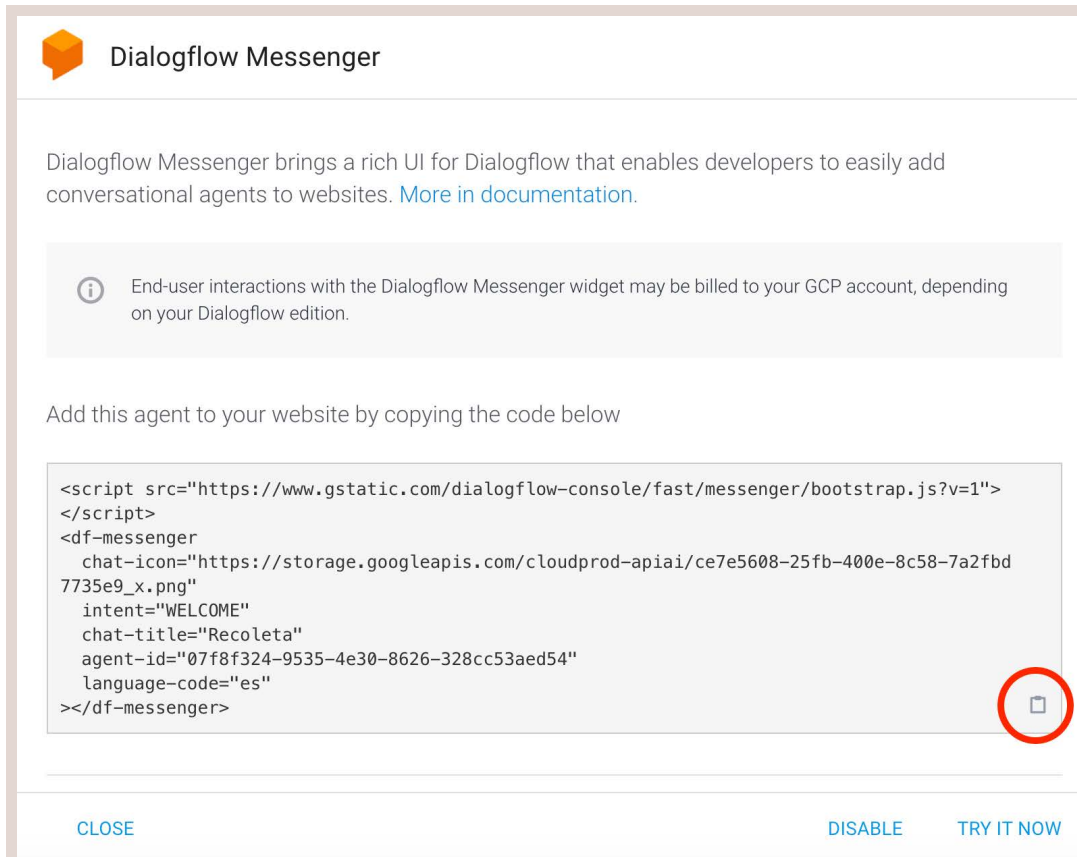 Dialogflow Messenger
Dialogflow Messenger brings a rich UI for Dialogflow that enables developers to easily add
conversational agents to websites. More in documentation.
End-user interactions with the Dialogflow Messenger widget may be billed to your GCP account, depending
on your Dialogflow edition.
Add this agent to your website by copying the code below
<script src="https://www.gstatic.com/dialogflow-console/fast/messenger/bootstrap.js?v=1">
</script>
<df-messenger
  chat-icon="https://storage.googleapis.com/cloudprod-apiai/ce7e5608-25fb-400e-8c58-7a2fbd
7735e9_x.png"
  intent="WELCOME"
  chat-title="Recoleta"
  agent-id="07f8f324-9535-4e30-8626-328cc53aed54"
  language-code="es"
></df-messenger>
CLOSE DISABLE TRY IT NOW